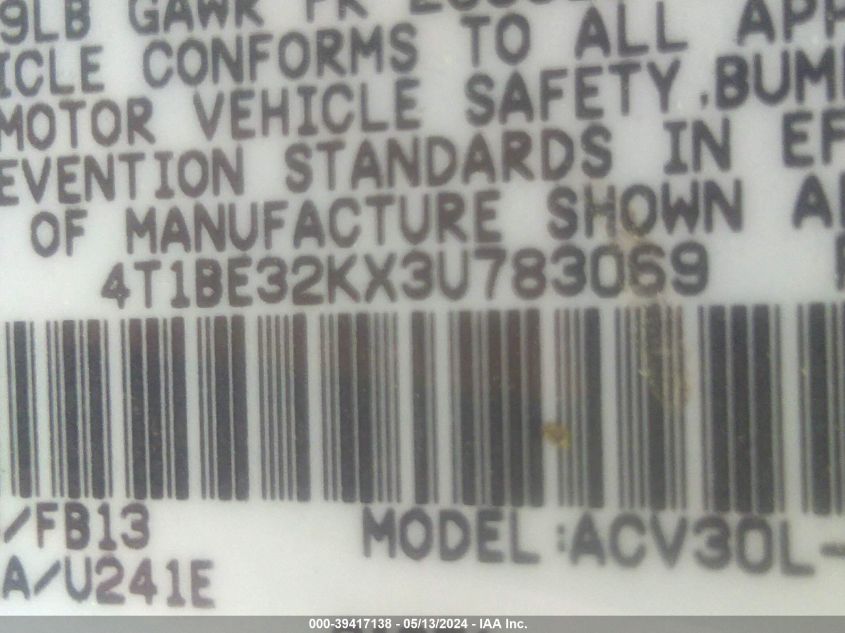 9LB GAWR FR
ICLE CONFORMS TO ALL APP
MOTOR VEHICLE SAFETY,BUM
EVENTION STANDARDS IN EF
OF MANUFACTURE SHOWN A
4T1BE32KX3U783069
/FB13 MODEL:ACV30L-
A/U241E
000-39417138 - 05/13/2024 - IAA Inc.